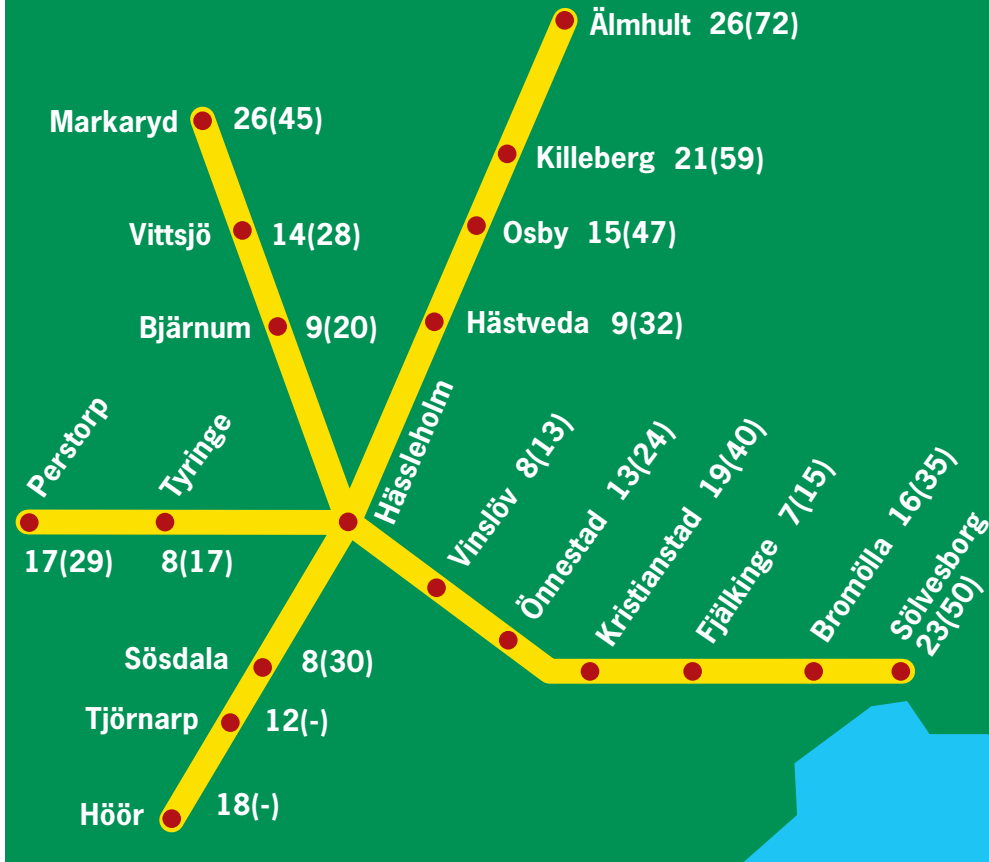 Älmhult 26(72)
Markaryd 26(45)
Killeberg 21(59)
Vittsjö 14(28)
Osby 15(47)
Bjärnum 9(20)
Hästveda 9(32)
Perstorp
17(29)
Tyringe
8(17)
Hässleholm
Vinslöv 8(13)
Önnestad 13(24)
Kristianstad 19(40)
Fjälkinge 7(15)
Bromölla 16(35)
Sölvesborg
23(50)
Sösdala 8(30)
Tjörnarp 12(-)
Höör 18(-)